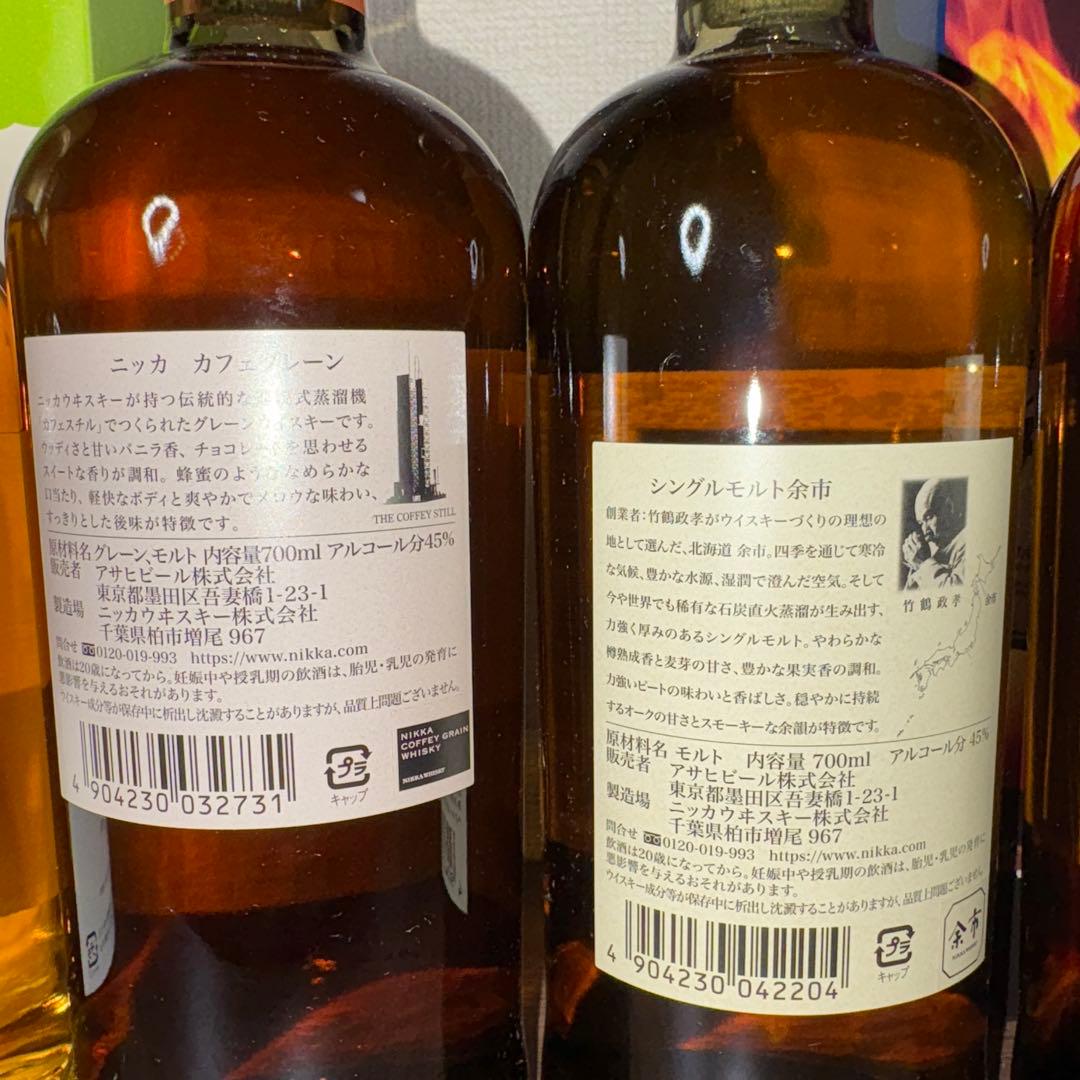 ニッカ カフェグレーン
ニッカウヰスキーが持つ伝統的な 式蒸溜機
「カフェスチル」でつくられたグレーンウイスキーです。
ウッディさと甘いバニラ香、チョコレートを思わせる
スイートな香りが調和。蜂蜜のようななめらかな
口当たり、軽快なボディと爽やかでメロウな味わい、
すっきりとした後味が特徴です。
THE COFFEY STILL
原材料名 グレーン、モルト 内容量700ml アルコール分45%
販売者 アサヒビール株式会社
東京都墨田区吾妻橋1-23-1
製造場 ニッカウヰスキー株式会社
千葉県柏市増尾 967
問合せ 0120-019-993 https://www.nikka.com
飲酒は20歳になってから。妊娠中や授乳期の飲酒は、胎児・乳児の発育に
悪影響を与えるおそれがあります。
ウイスキー成分等が保存中に析出し沈澱することがありますが、品質上問題ございません。
4 904230 032731
プラ
キャップ
NIKKA
COFFEY GRAIN
WHISKY
NIKKA WHISKY
シングルモルト余市
創業者:竹鶴政孝がウイスキーづくりの理想の
地として選んだ、北海道 余市。四季を通じて寒冷
な気候、豊かな水源、湿潤で澄んだ空気。そして
今や世界でも稀有な石炭直火蒸溜が生み出す、
力強く厚みのあるシングルモルト。やわらかな
樽熟成香と麦芽の甘さ、豊かな果実香の調和。
力強いピートの味わいと香ばしさ。穏やかに持続
するオークの甘さとスモーキーな余韻が特徴です。
竹鶴政孝
余市
原材料名 モルト 内容量 700ml アルコール分 45%
販売者 アサヒビール株式会社
東京都墨田区吾妻橋1-23-1
製造場 ニッカウヰスキー株式会社
千葉県柏市増尾 967
問合せ 0120-019-993 https://www.nikka.com
飲酒は20歳になってから。妊娠中や授乳期の飲酒は、胎児・乳児の発育に
悪影響を与えるおそれがあります。
ウイスキー成分等が保存中に析出し沈澱することがありますが、品質上問題ございません。
4 904230 042204
プラ
キャップ
余市
NIKKA WHISKY